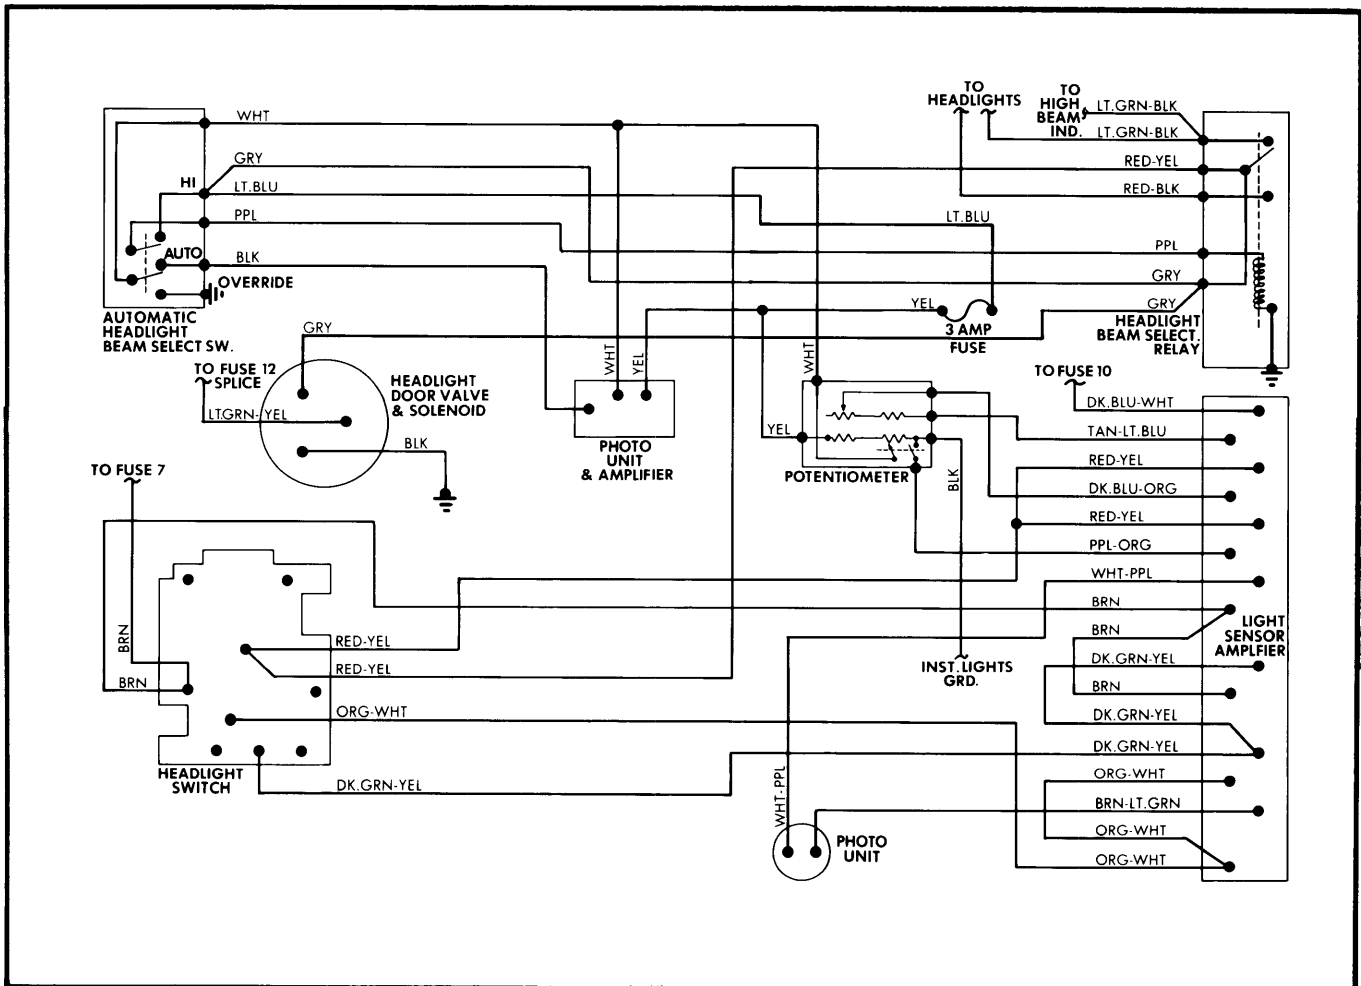 TO
HEADLIGHTS
TO
HIGH
BEAM
IND.
LT.GRN-BLK
LT.GRN-BLK
WHT
GRY
HI
LT.BLU
PPL
AUTO
BLK
OVERRIDE
AUTOMATIC
HEADLIGHT
BEAM SELECT SW.
RED-YEL
RED-BLK
LT.BLU
PPL
GRY
GRY
YEL
3 AMP
FUSE
HEADLIGHT
BEAM SELECT.
RELAY
GRY
TO FUSE 12
SPLICE
LT.GRN-YEL
HEADLIGHT
DOOR VALVE
& SOLENOID
BLK
WHT
YEL
PHOTO
UNIT
& AMPLIFIER
WHT
YEL
POTENTIOMETER
BLK
TO FUSE 10
DK.BLU-WHT
TAN-LT.BLU
RED-YEL
DK.BLU-ORG
RED-YEL
PPL-ORG
WHT-PPL
BRN
BRN
DK.GRN-YEL
BRN
DK.GRN-YEL
DK.GRN-YEL
ORG-WHT
BRN-LT.GRN
ORG-WHT
ORG-WHT
LIGHT
SENSOR
AMPLFIER
TO FUSE 7
BRN
BRN
RED-YEL
RED-YEL
ORG-WHT
HEADLIGHT
SWITCH
DK.GRN-YEL
INST.LIGHTS
GRD.
WHT-PPL
PHOTO
UNIT